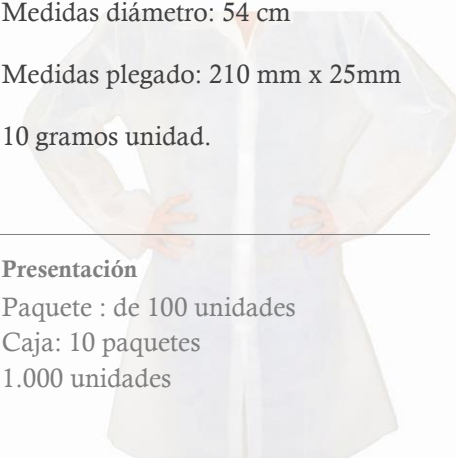 Medidas diámetro: 54 cm
Medidas plegado: 210 mm x 25mm
10 gramos unidad.
Presentación
Paquete : de 100 unidades
Caja: 10 paquetes
1.000 unidades